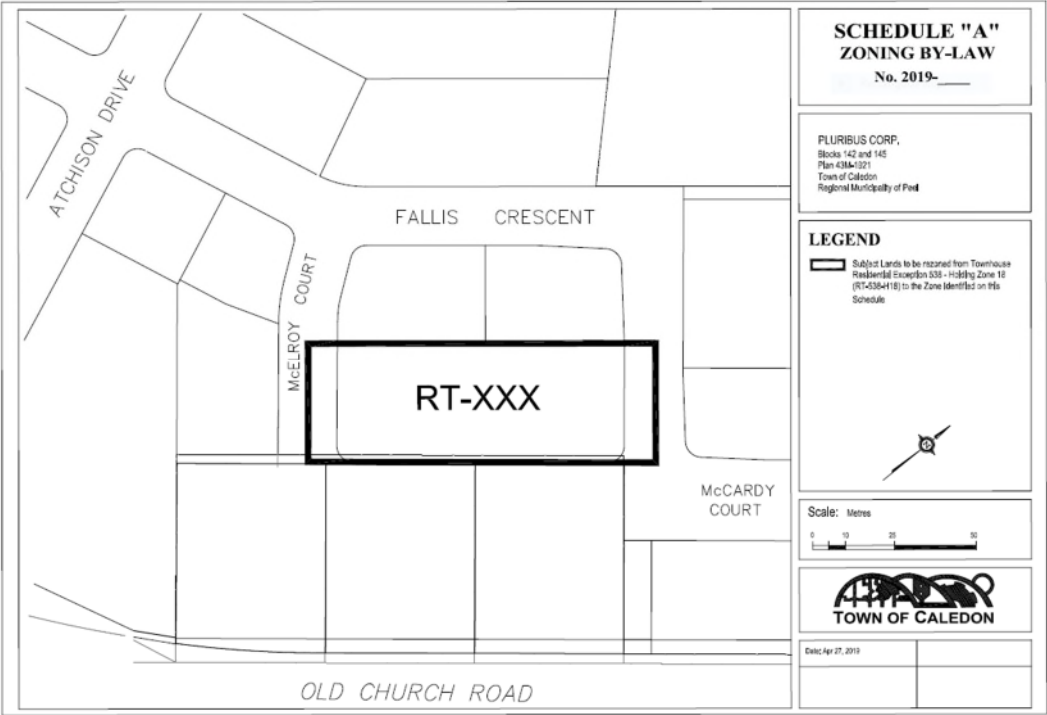 SCHEDULE "A"
ZONING BY-LAW
No. 2019-____
PLURIBUS CORP.
Blocks 142 and 145
Plan 43M-1821
Town of Caledon
Regional Municipality of Peel
LEGEND
Subject Lands to be rezoned from Townhouse
Residential Exception 538 - Holding Zone 18
(RT-538-H18) to the Zone Identified on this
Schedule
Scale: Metres
0 10 25 50
TOWN OF CALEDON
Date: Apr 27, 2019
ATCHISON DRIVE
FALLIS CRESCENT
McELROY COURT
RT-XXX
McCARDY
COURT
OLD CHURCH ROAD